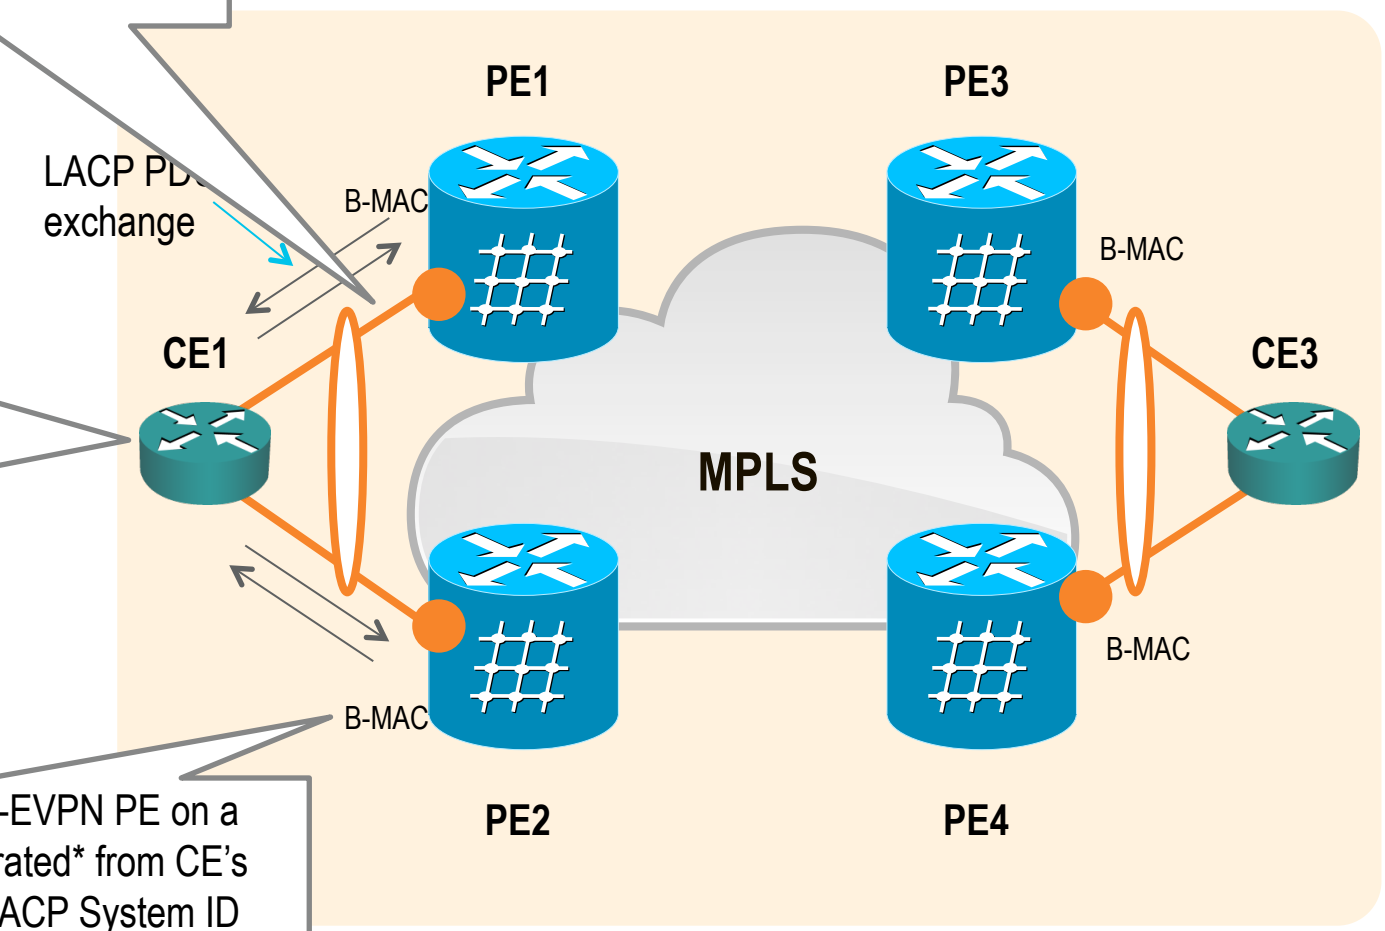 PE1
PE3
LACP
exchange
B-MAC
B-MAC
CE1
CE3
MPLS
B-MAC
B-MAC
PE2
PE4
-EVPN PE on a
rated* from CE's
ACP System ID